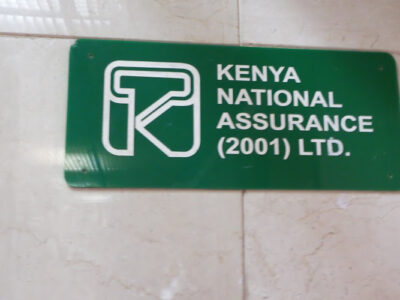 KENYA
NATIONAL
ASSURANCE
(2001) LTD.